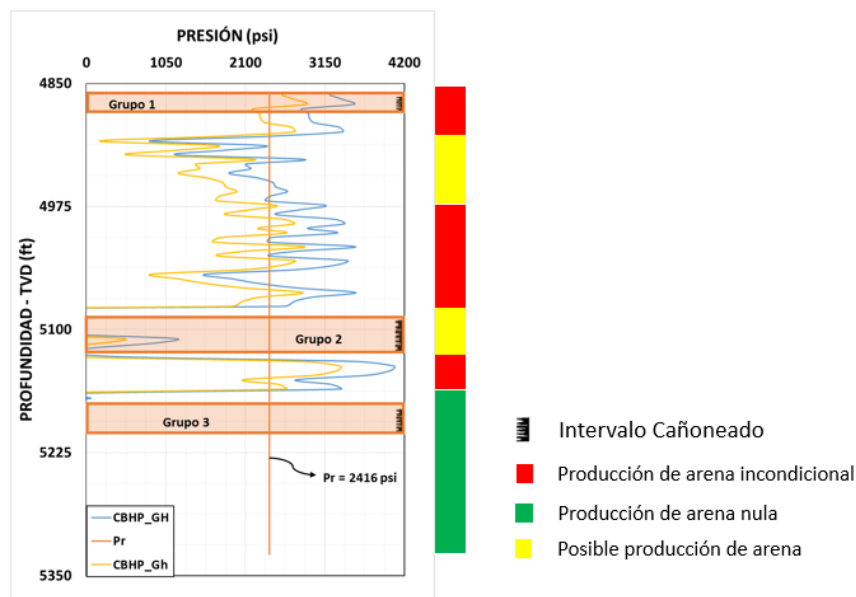 PRESIÓN (psi)
0 1050 2100 3150 4200
PROFUNDIDAD - TVD (ft)
4850
Grupo 1
4975
5100
Grupo 2
Grupo 3
5225
Pr = 2416 psi
CBHP_GH
Pr
CBHP_Gh
5350
Intervalo Cañoneado
Producción de arena incondicional
Producción de arena nula
Posible producción de arena